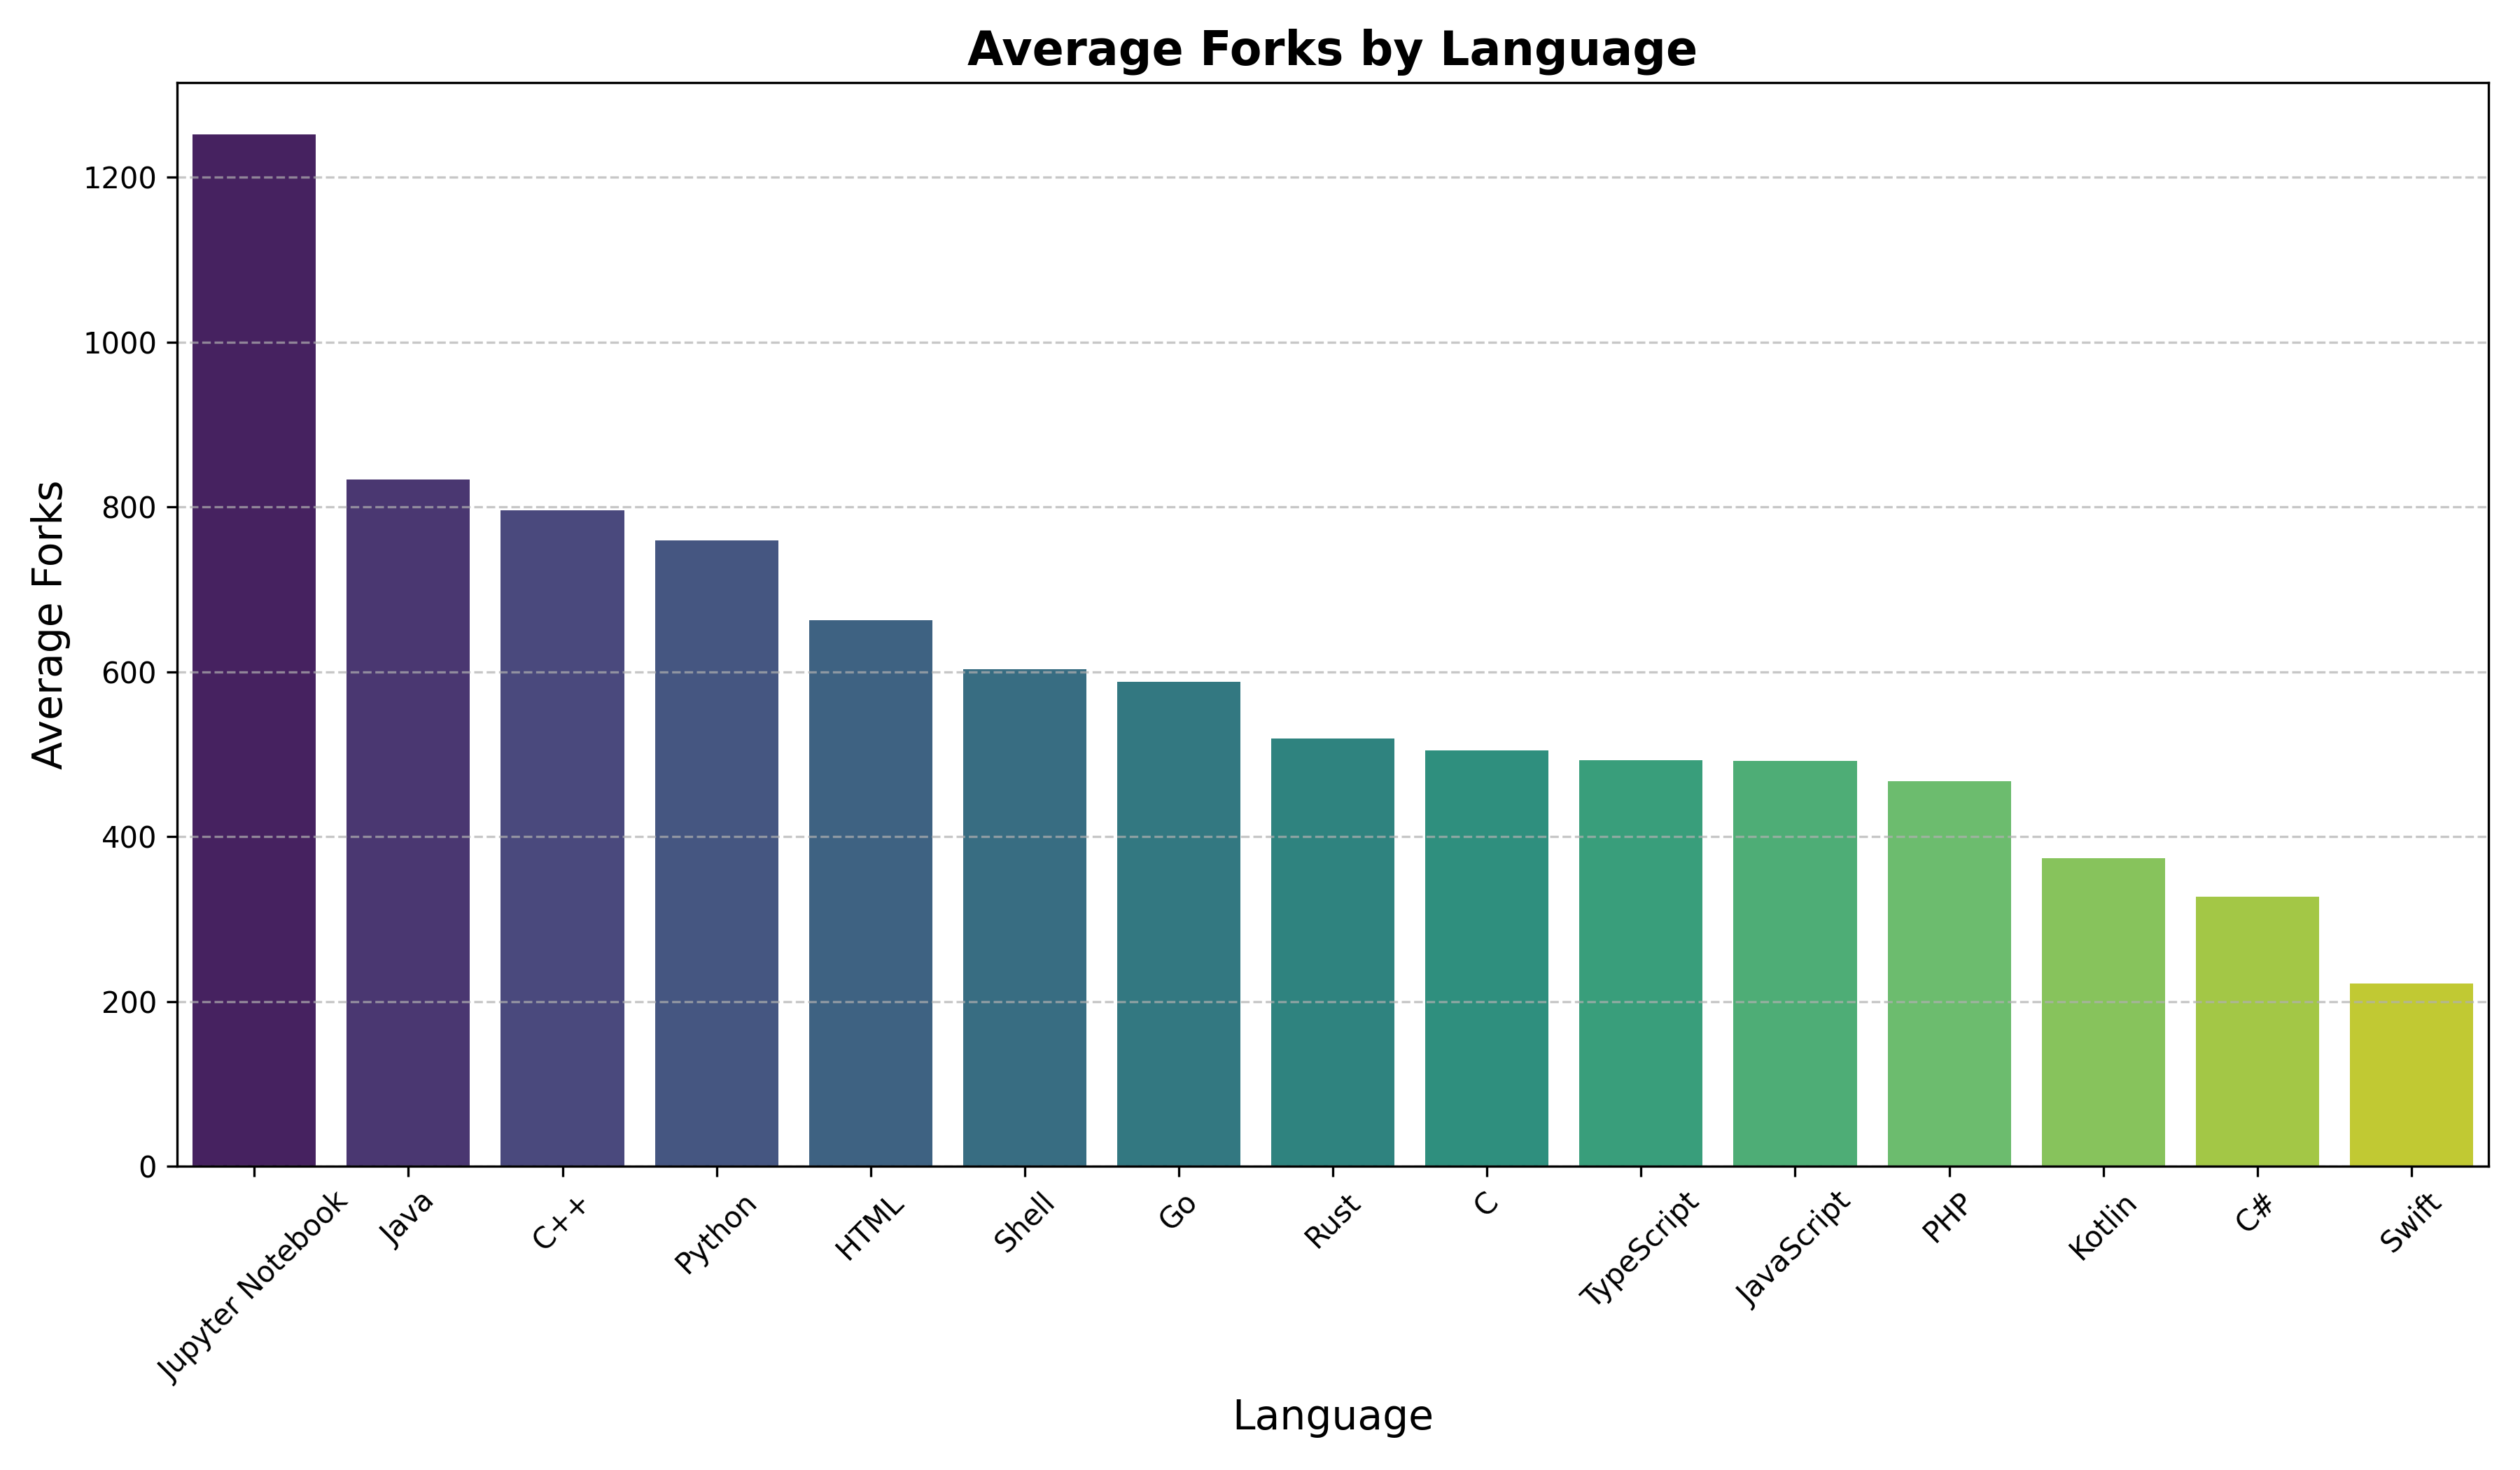 Average Forks by Language
Average Forks
1200
1000
800
600
400
200
0
Jupyter Notebook
Java
C++
Python
HTML
Shell
Go
Rust
C
TypeScript
JavaScript
PHP
Kotlin
C#
Swift
Language